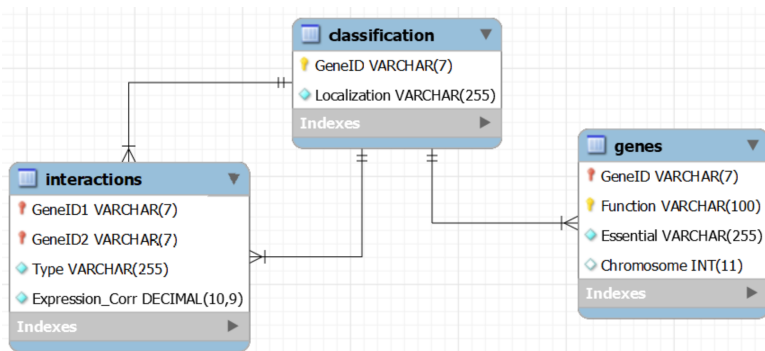 classification
GeneID VARCHAR(7)
Localization VARCHAR(255)
Indexes
interactions
GeneID1 VARCHAR(7)
GeneID2 VARCHAR(7)
Type VARCHAR(255)
Expression_Corr DECIMAL(10,9)
Indexes
genes
GeneID VARCHAR(7)
Function VARCHAR(100)
Essential VARCHAR(255)
Chromosome INT(11)
Indexes